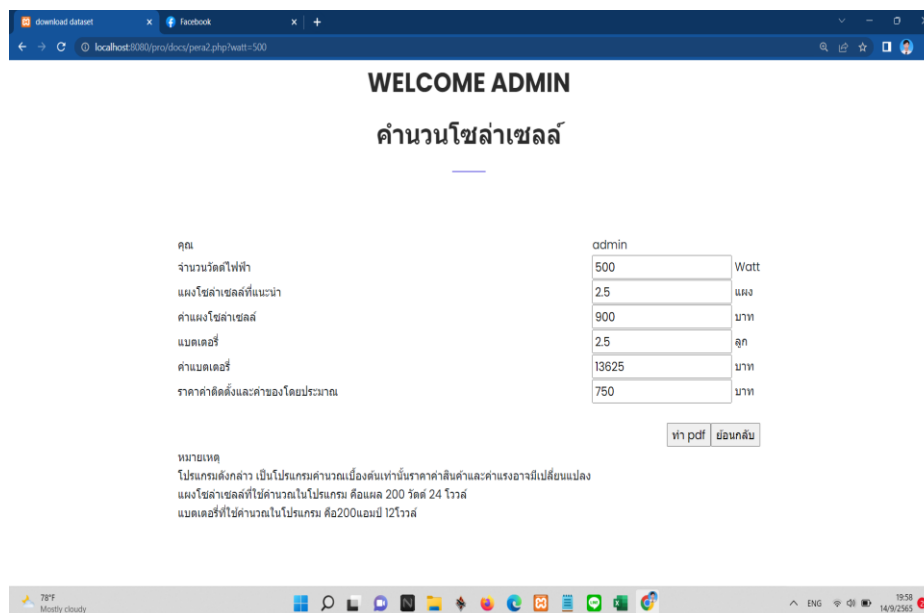 download dataset
Facebook
localhost:8080/pro/docs/pera2.php?watt=500
WELCOME ADMIN
คำนวนโซล่าเซลล์
คุณ admin
จำนวนวัตต์ไฟฟ้า 500 Watt
แผงโซล่าเซลล์ที่แนะนำ 2.5 แผง
ค่าแผงโซล่าเซลล์ 900 บาท
แบตเตอรี่ 2.5 ลูก
ค่าแบตเตอรี่ 13625 บาท
ราคาค่าติดตั้งและค่าของโดยประมาณ 750 บาท
ทำ pdf ย้อนกลับ
หมายเหตุ
โปรแกรมดังกล่าว เป็นโปรแกรมคำนวณเบื้องต้นเท่านั้นราคาค่าสินค้าและค่าแรงอาจมีเปลี่ยนแปลง
แผงโซล่าเซลล์ที่ใช้คำนวณในโปรแกรม คือแผล 200 วัตต์ 24 โวลล์
แบตเตอรี่ที่ใช้คำนวณในโปรแกรม คือ200แอมป์ 12โวลล์
78°F
Mostly cloudy
ENG
19:58
14/9/2565